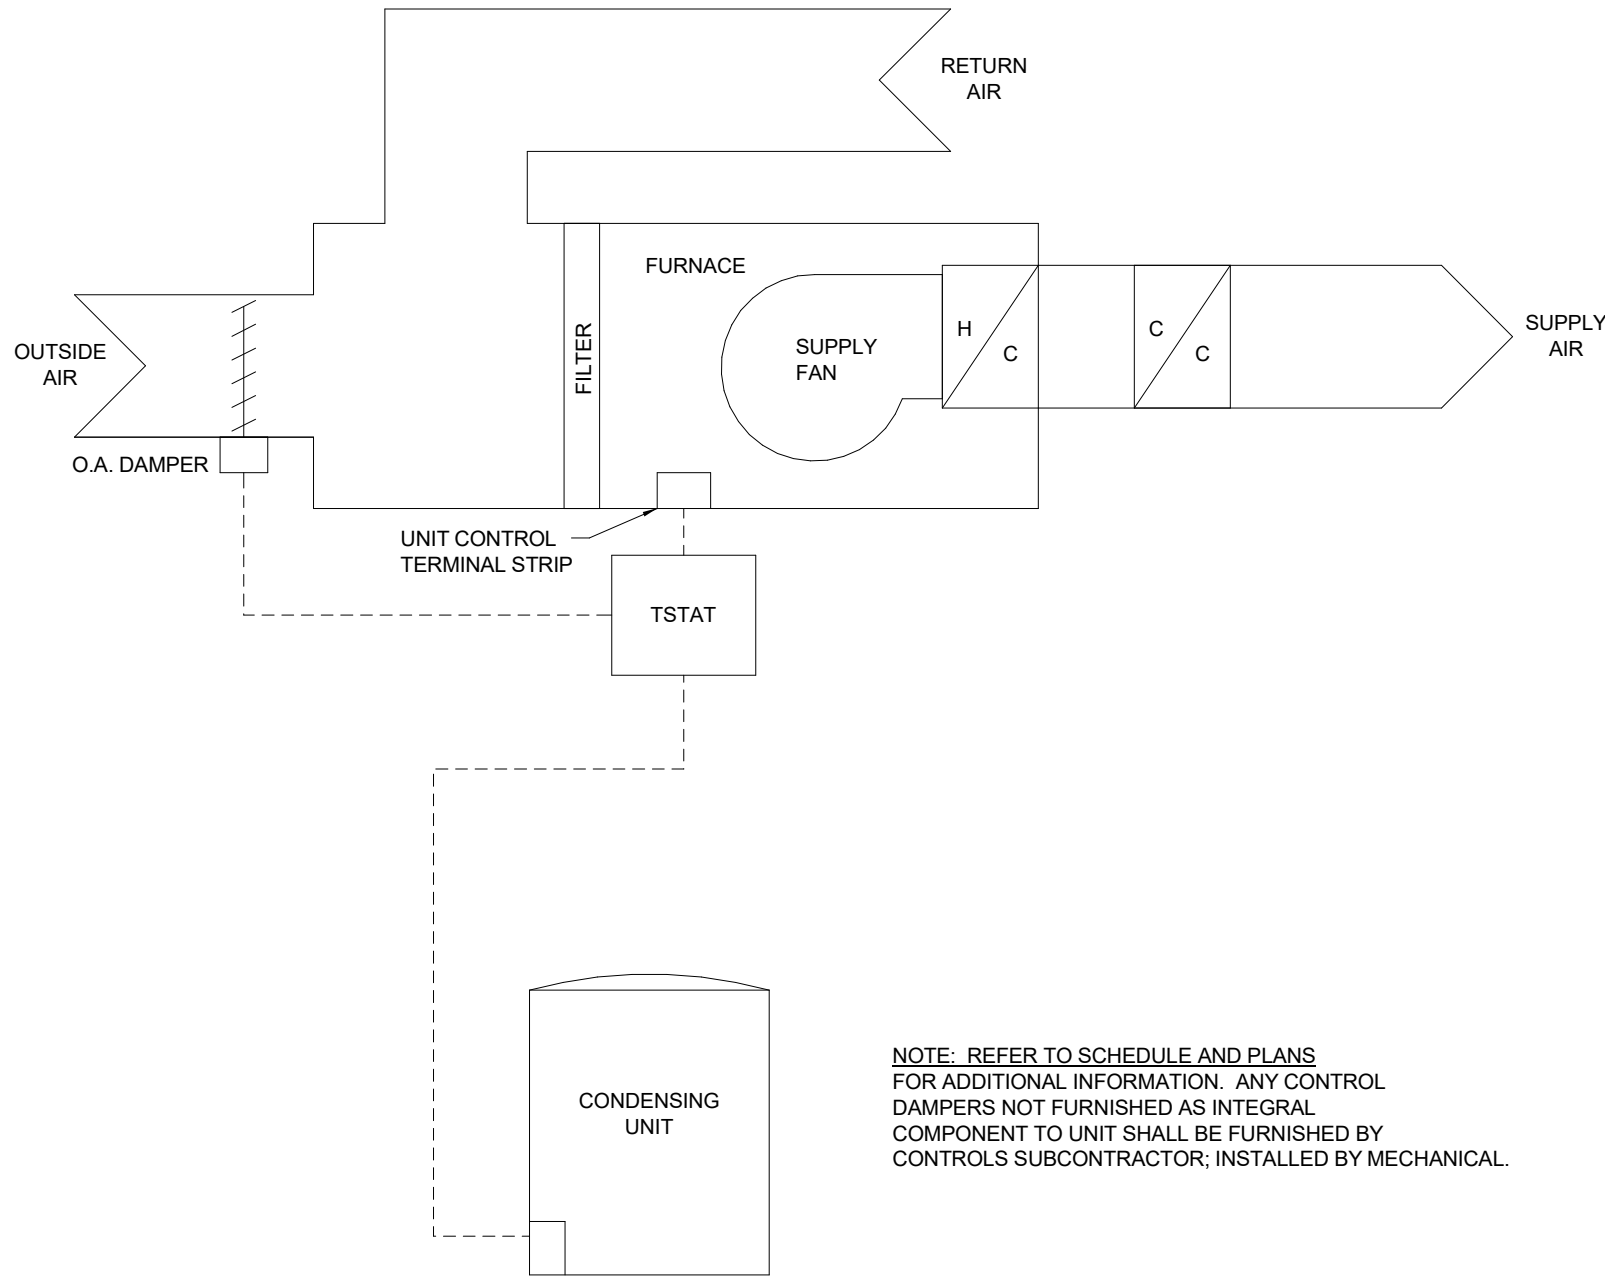 RETURN
AIR
FURNACE
OUTSIDE
AIR
FILTER
SUPPLY
FAN
H
C
C
C
SUPPLY
AIR
O.A. DAMPER
UNIT CONTROL
TERMINAL STRIP
TSTAT
CONDENSING
UNIT
NOTE: REFER TO SCHEDULE AND PLANS
FOR ADDITIONAL INFORMATION. ANY CONTROL
DAMPERS NOT FURNISHED AS INTEGRAL
COMPONENT TO UNIT SHALL BE FURNISHED BY
CONTROLS SUBCONTRACTOR; INSTALLED BY MECHANICAL.